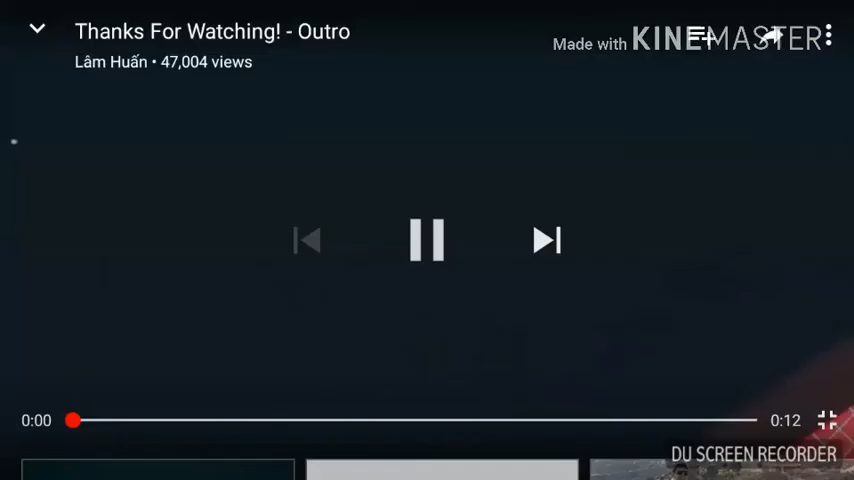 Thanks For Watching! - Outro
Lâm Huấn • 47,004 views
Made with KINEMASTER
0:00
0:12
DU SCREEN RECORDER